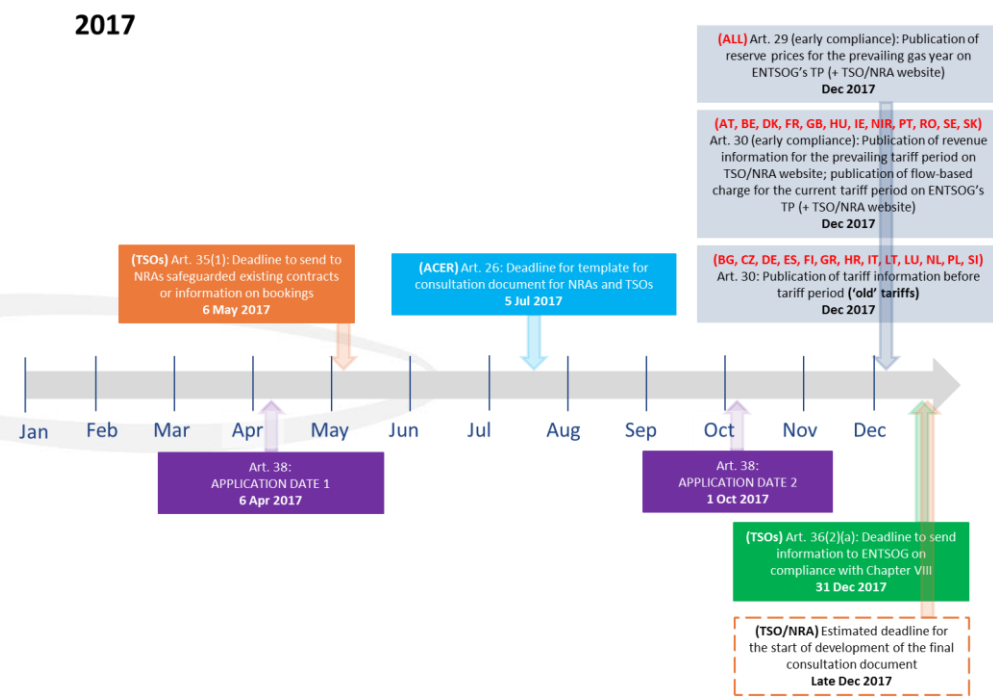 2017
(ALL) Art. 29 (early compliance): Publication of
reserve prices for the prevailing gas year on
ENTSOG's TP (+ TSO/NRA website)
Dec 2017
(AT, BE, DK, FR, GB, HU, IE, NIR, PT, RO, SE, SK)
Art. 30 (early compliance): Publication of revenue
information for the prevailing tariff period on
TSO/NRA website; publication of flow-based
charge for the current tariff period on ENTSOG's
TP (+ TSO/NRA website)
Dec 2017
(BG, CZ, DE, ES, FI, GR, HR, IT, LT, LU, NL, PL, SI)
Art. 30: Publication of tariff information before
tariff period ('old' tariffs)
Dec 2017
(TSOs) Art. 35(1): Deadline to send to
NRAs safeguarded existing contracts
or information on bookings
6 May 2017
(ACER) Art. 26: Deadline for template for
consultation document for NRAs and TSOs
5 Jul 2017
Jan Feb Mar Apr May Jun Jul Aug Sep Oct Nov Dec
Art. 38:
APPLICATION DATE 1
6 Apr 2017
Art. 38:
APPLICATION DATE 2
1 Oct 2017
(TSOs) Art. 36(2)(a): Deadline to send
information to ENTSOG on
compliance with Chapter VIII
31 Dec 2017
(TSO/NRA) Estimated deadline for
the start of development of the final
consultation document
Late Dec 2017